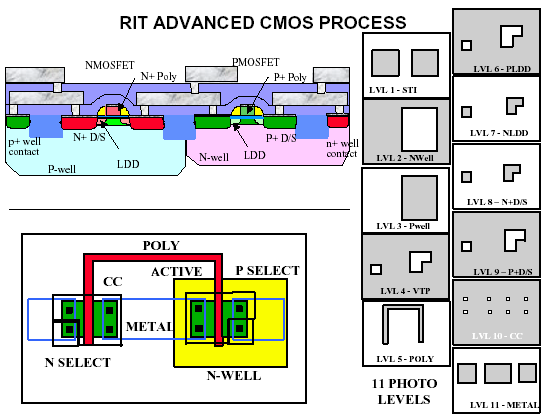 RIT ADVANCED CMOS PROCESS
NMOSFET
PMOSFET
N+ Poly
P+ Poly
p+ well
contact
N+ D/S
LDD
P-well
LDD
P+ D/S
N-well
n+ well
contact
POLY
CC
ACTIVE
P SELECT
METAL
N SELECT
N-WELL
LVL 1 - STI
LVL 2 - NWell
LVL 3 - Pwell
LVL 4 - VTP
LVL 5 - POLY
LVL 6 - PLDD
LVL 7 - NLDD
LVL 8 – N+D/S
LVL 9 – P+D/S
LVL 10 - CC
LVL 11 - METAL
11 PHOTO
LEVELS